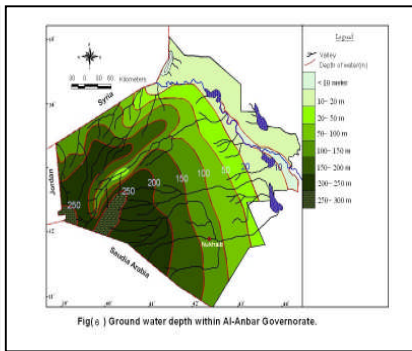 Legend
Valley
Depth of water(m)
< 10 meter
10- 20 m
20- 50 m
50- 100 m
100- 150 m
150- 200 m
200- 250 m
250- 300 m
Kilometers
Syria
Jordan
Saudia Arabia
Nukhaib
250
250
200
150
100
50
20
10
Fig(6) Ground water depth within Al-Anbar Governorate.